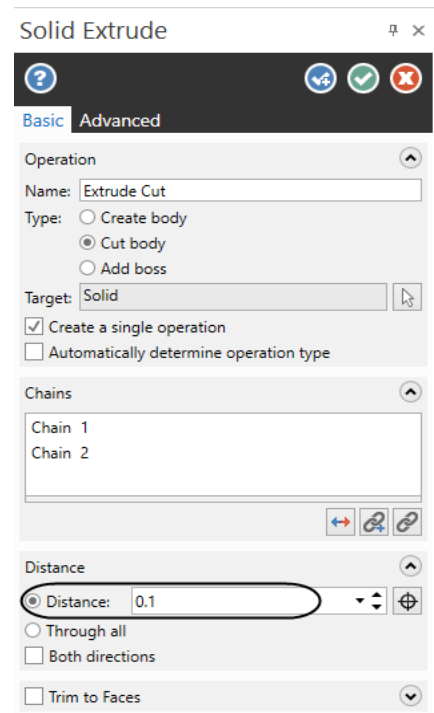 Solid Extrude
Basic Advanced
Operation
Name: Extrude Cut
Type: Create body
Cut body
Add boss
Target: Solid
Create a single operation
Automatically determine operation type
Chains
Chain 1
Chain 2
Distance
Distance: 0.1
Through all
Both directions
Trim to Faces